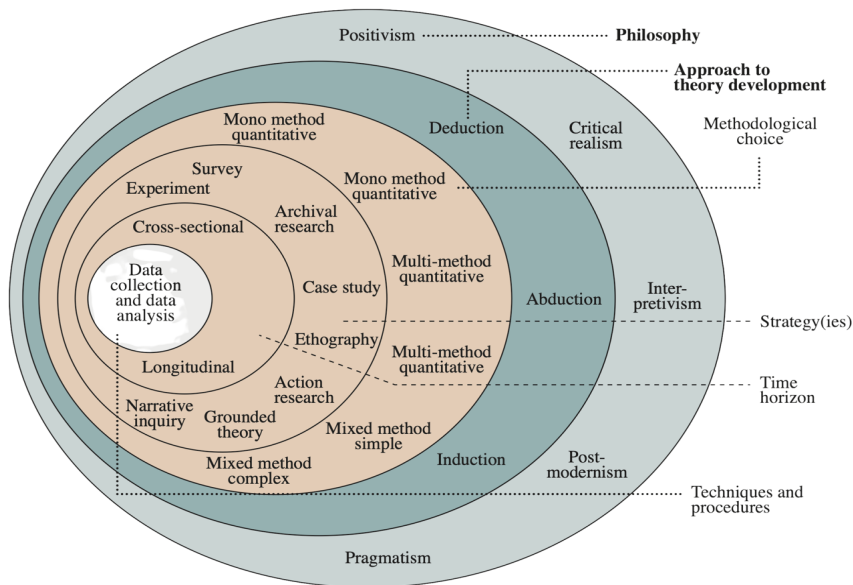 Positivism
Philosophy
Approach to
theory development
Mono method
quantitative
Deduction
Critical
realism
Methodological
choice
Survey
Experiment
Mono method
quantitative
Cross-sectional
Archival
research
Data
collection
and data
analysis
Case study
Multi-method
quantitative
Abduction
Inter-
pretivism
Strategy(ies)
Ethography
Longitudinal
Multi-method
quantitative
Time
horizon
Action
research
Narrative
inquiry
Grounded
theory
Mixed method
simple
Mixed method
complex
Induction
Post-
modernism
Techniques and
procedures
Pragmatism